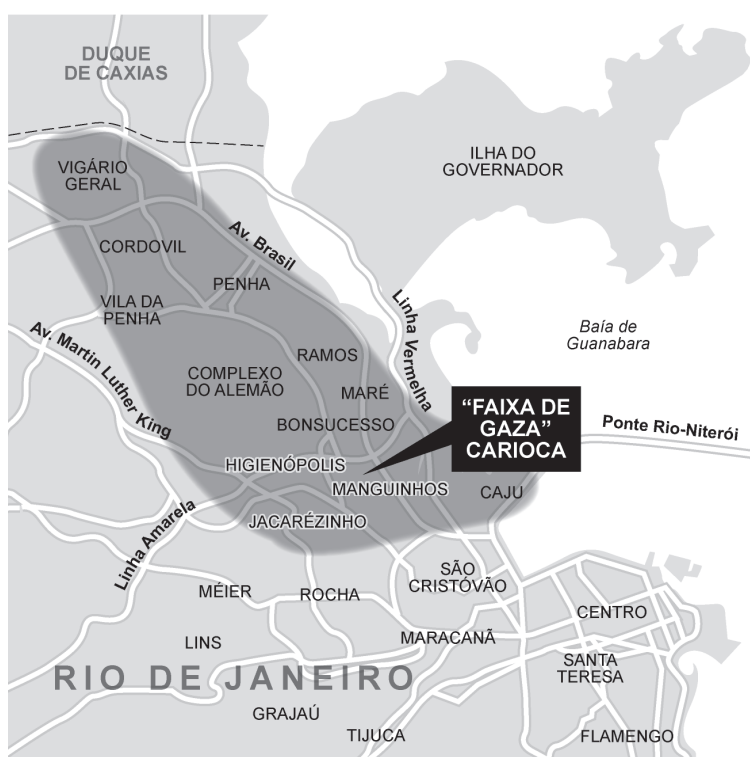 DUQUE
DE CAXIAS
ILHA DO
GOVERNADOR
VIGÁRIO
GERAL
CORDOVIL
Av. Brasil
PENHA
VILA DA
PENHA
Linha Vermelha
Baía de
Guanabara
Av. Martin Luther King
RAMOS
COMPLEXO
DO ALEMÃO
MARÉ
BONSUCESSO
“FAIXA DE
GAZA”
CARIOCA
Ponte Rio-Niterói
HIGIENÓPOLIS
MANGUINHOS
CAJU
JACARÉZINHO
Linha Amarela
SÃO
CRISTÓVÃO
MÉIER
ROCHA
CENTRO
LINS
MARACANÃ
SANTA
TERESA
RIO DE JANEIRO
GRAJAÚ
TIJUCA
FLAMENGO